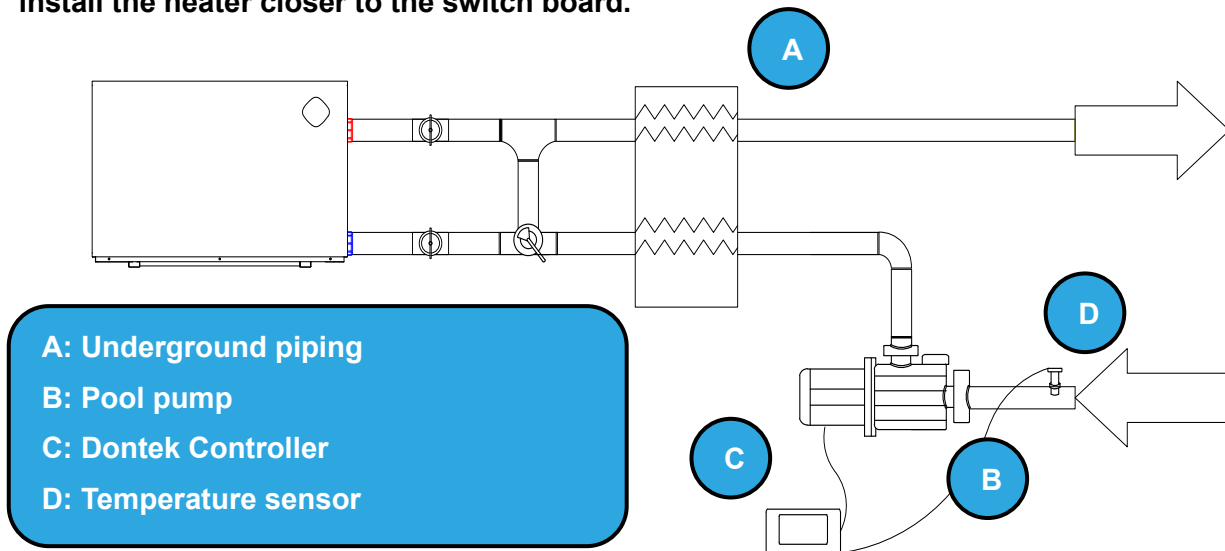 install the heater closer to the switch board.
A
D
A: Underground piping
B: Pool pump
C: Dontek Controller
D: Temperature sensor
C
B